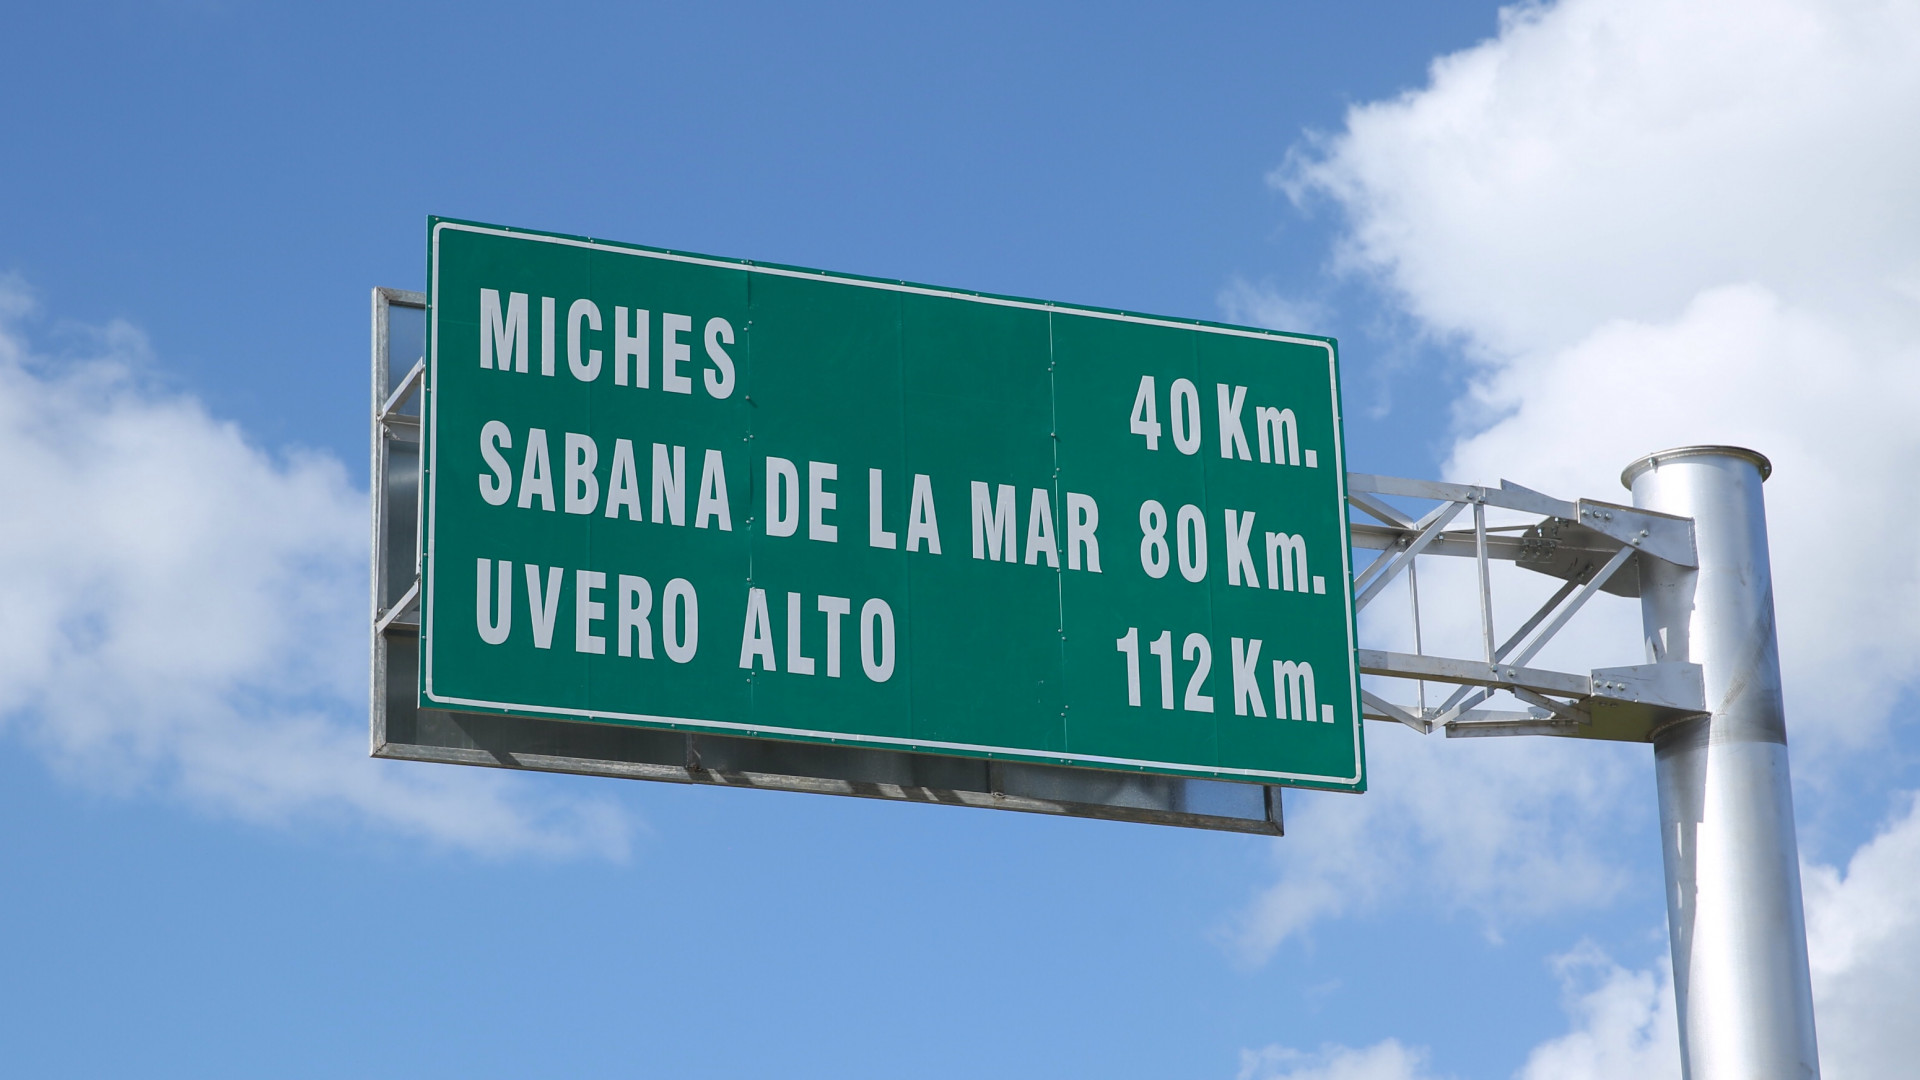 MICHES 40 Km.
SABANA DE LA MAR 80 Km.
UVERO ALTO 112 Km.